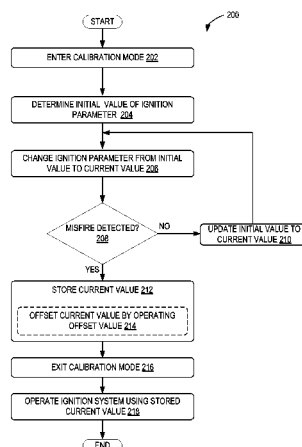 START
200
ENTER CALIBRATION MODE 202
DETERMINE INITIAL VALUE OF IGNITION
PARAMETER 204
CHANGE IGNITION PARAMETER FROM INITIAL
VALUE TO CURRENT VALUE 206
MISFIRE DETECTED?
208
NO
UPDATE INITIAL VALUE TO
CURRENT VALUE 210
YES
STORE CURRENT VALUE 212
OFFSET CURRENT VALUE BY OPERATING
OFFSET VALUE 214
EXIT CALIBRATION MODE 216
OPERATE IGNITION SYSTEM USING STORED
CURRENT VALUE 218
END